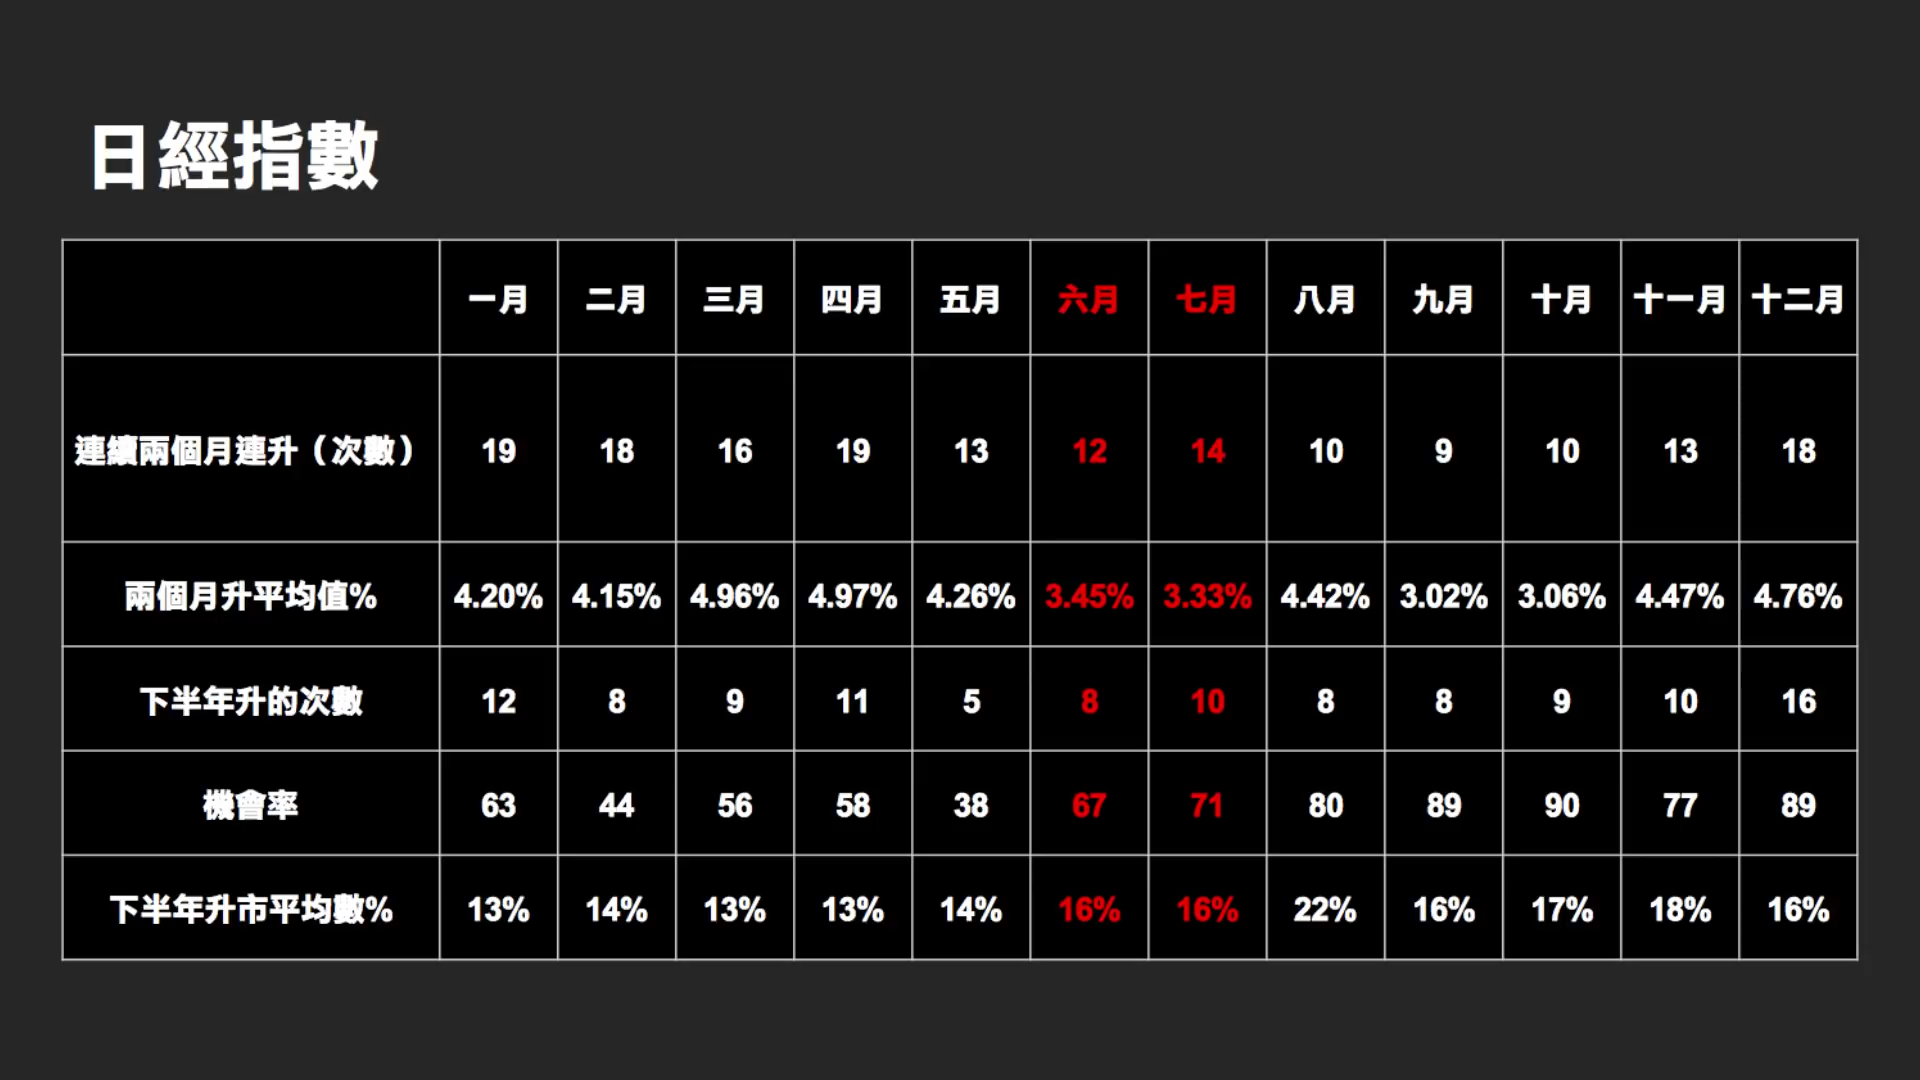 日經指數
一月 二月 三月 四月 五月 六月 七月 八月 九月 十月 十一月 十二月
連續兩個月連升（次數） 19 18 16 19 13 12 14 10 9 10 13 18
兩個月升平均值% 4.20% 4.15% 4.96% 4.97% 4.26% 3.45% 3.33% 4.42% 3.02% 3.06% 4.47% 4.76%
下半年升的次數 12 8 9 11 5 8 10 8 8 9 10 16
機會率 63 44 56 58 38 67 71 80 89 90 77 89
下半年升市平均數% 13% 14% 13% 13% 14% 16% 16% 22% 16% 17% 18% 16%